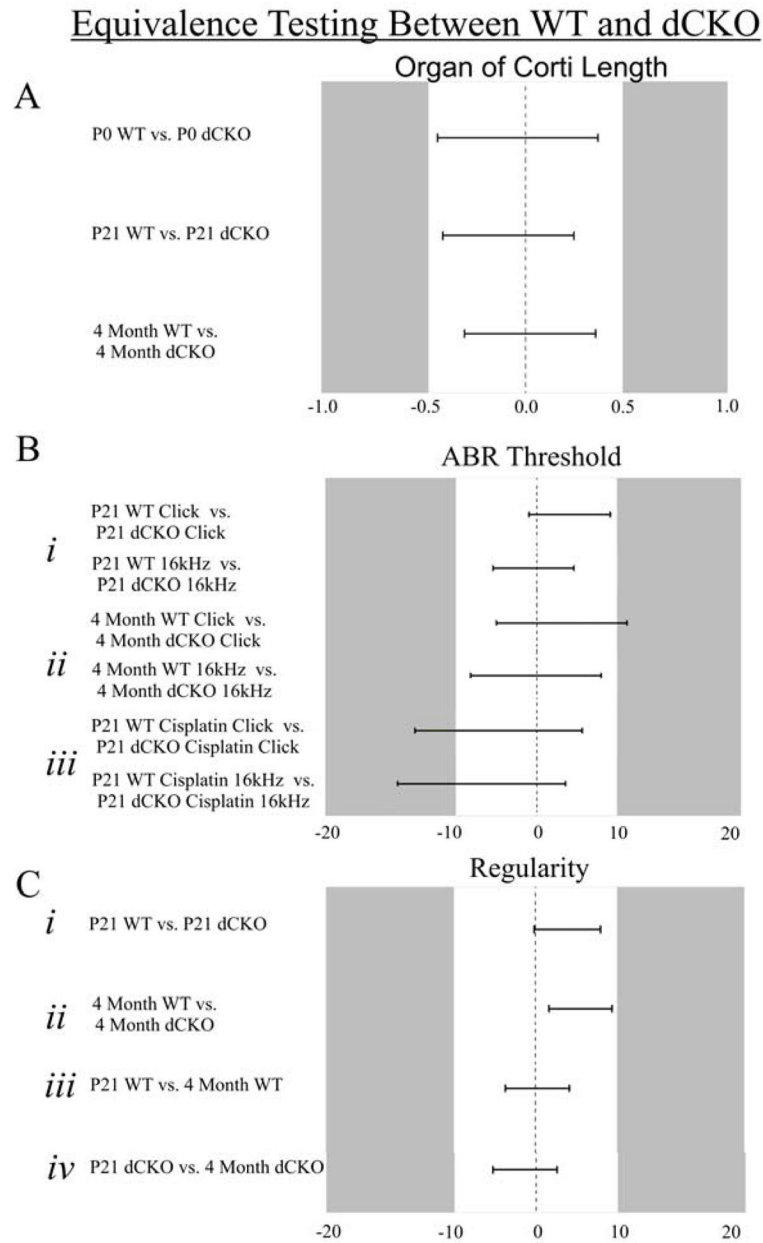 Equivalence Testing Between WT and dCKO
Organ of Corti Length
A
P0 WT vs. P0 dCKO
P21 WT vs. P21 dCKO
4 Month WT vs.
4 Month dCKO
-1.0 -0.5 0.0 0.5 1.0
B
ABR Threshold
i
P21 WT Click vs.
P21 dCKO Click
P21 WT 16kHz vs.
P21 dCKO 16kHz
ii
4 Month WT Click vs.
4 Month dCKO Click
4 Month WT 16kHz vs.
4 Month dCKO 16kHz
iii
P21 WT Cisplatin Click vs.
P21 dCKO Cisplatin Click
P21 WT Cisplatin 16kHz vs.
P21 dCKO Cisplatin 16kHz
-20 -10 0 10 20
C
Regularity
i P21 WT vs. P21 dCKO
ii 4 Month WT vs.
4 Month dCKO
iii P21 WT vs. 4 Month WT
iv P21 dCKO vs. 4 Month dCKO
-20 -10 0 10 20